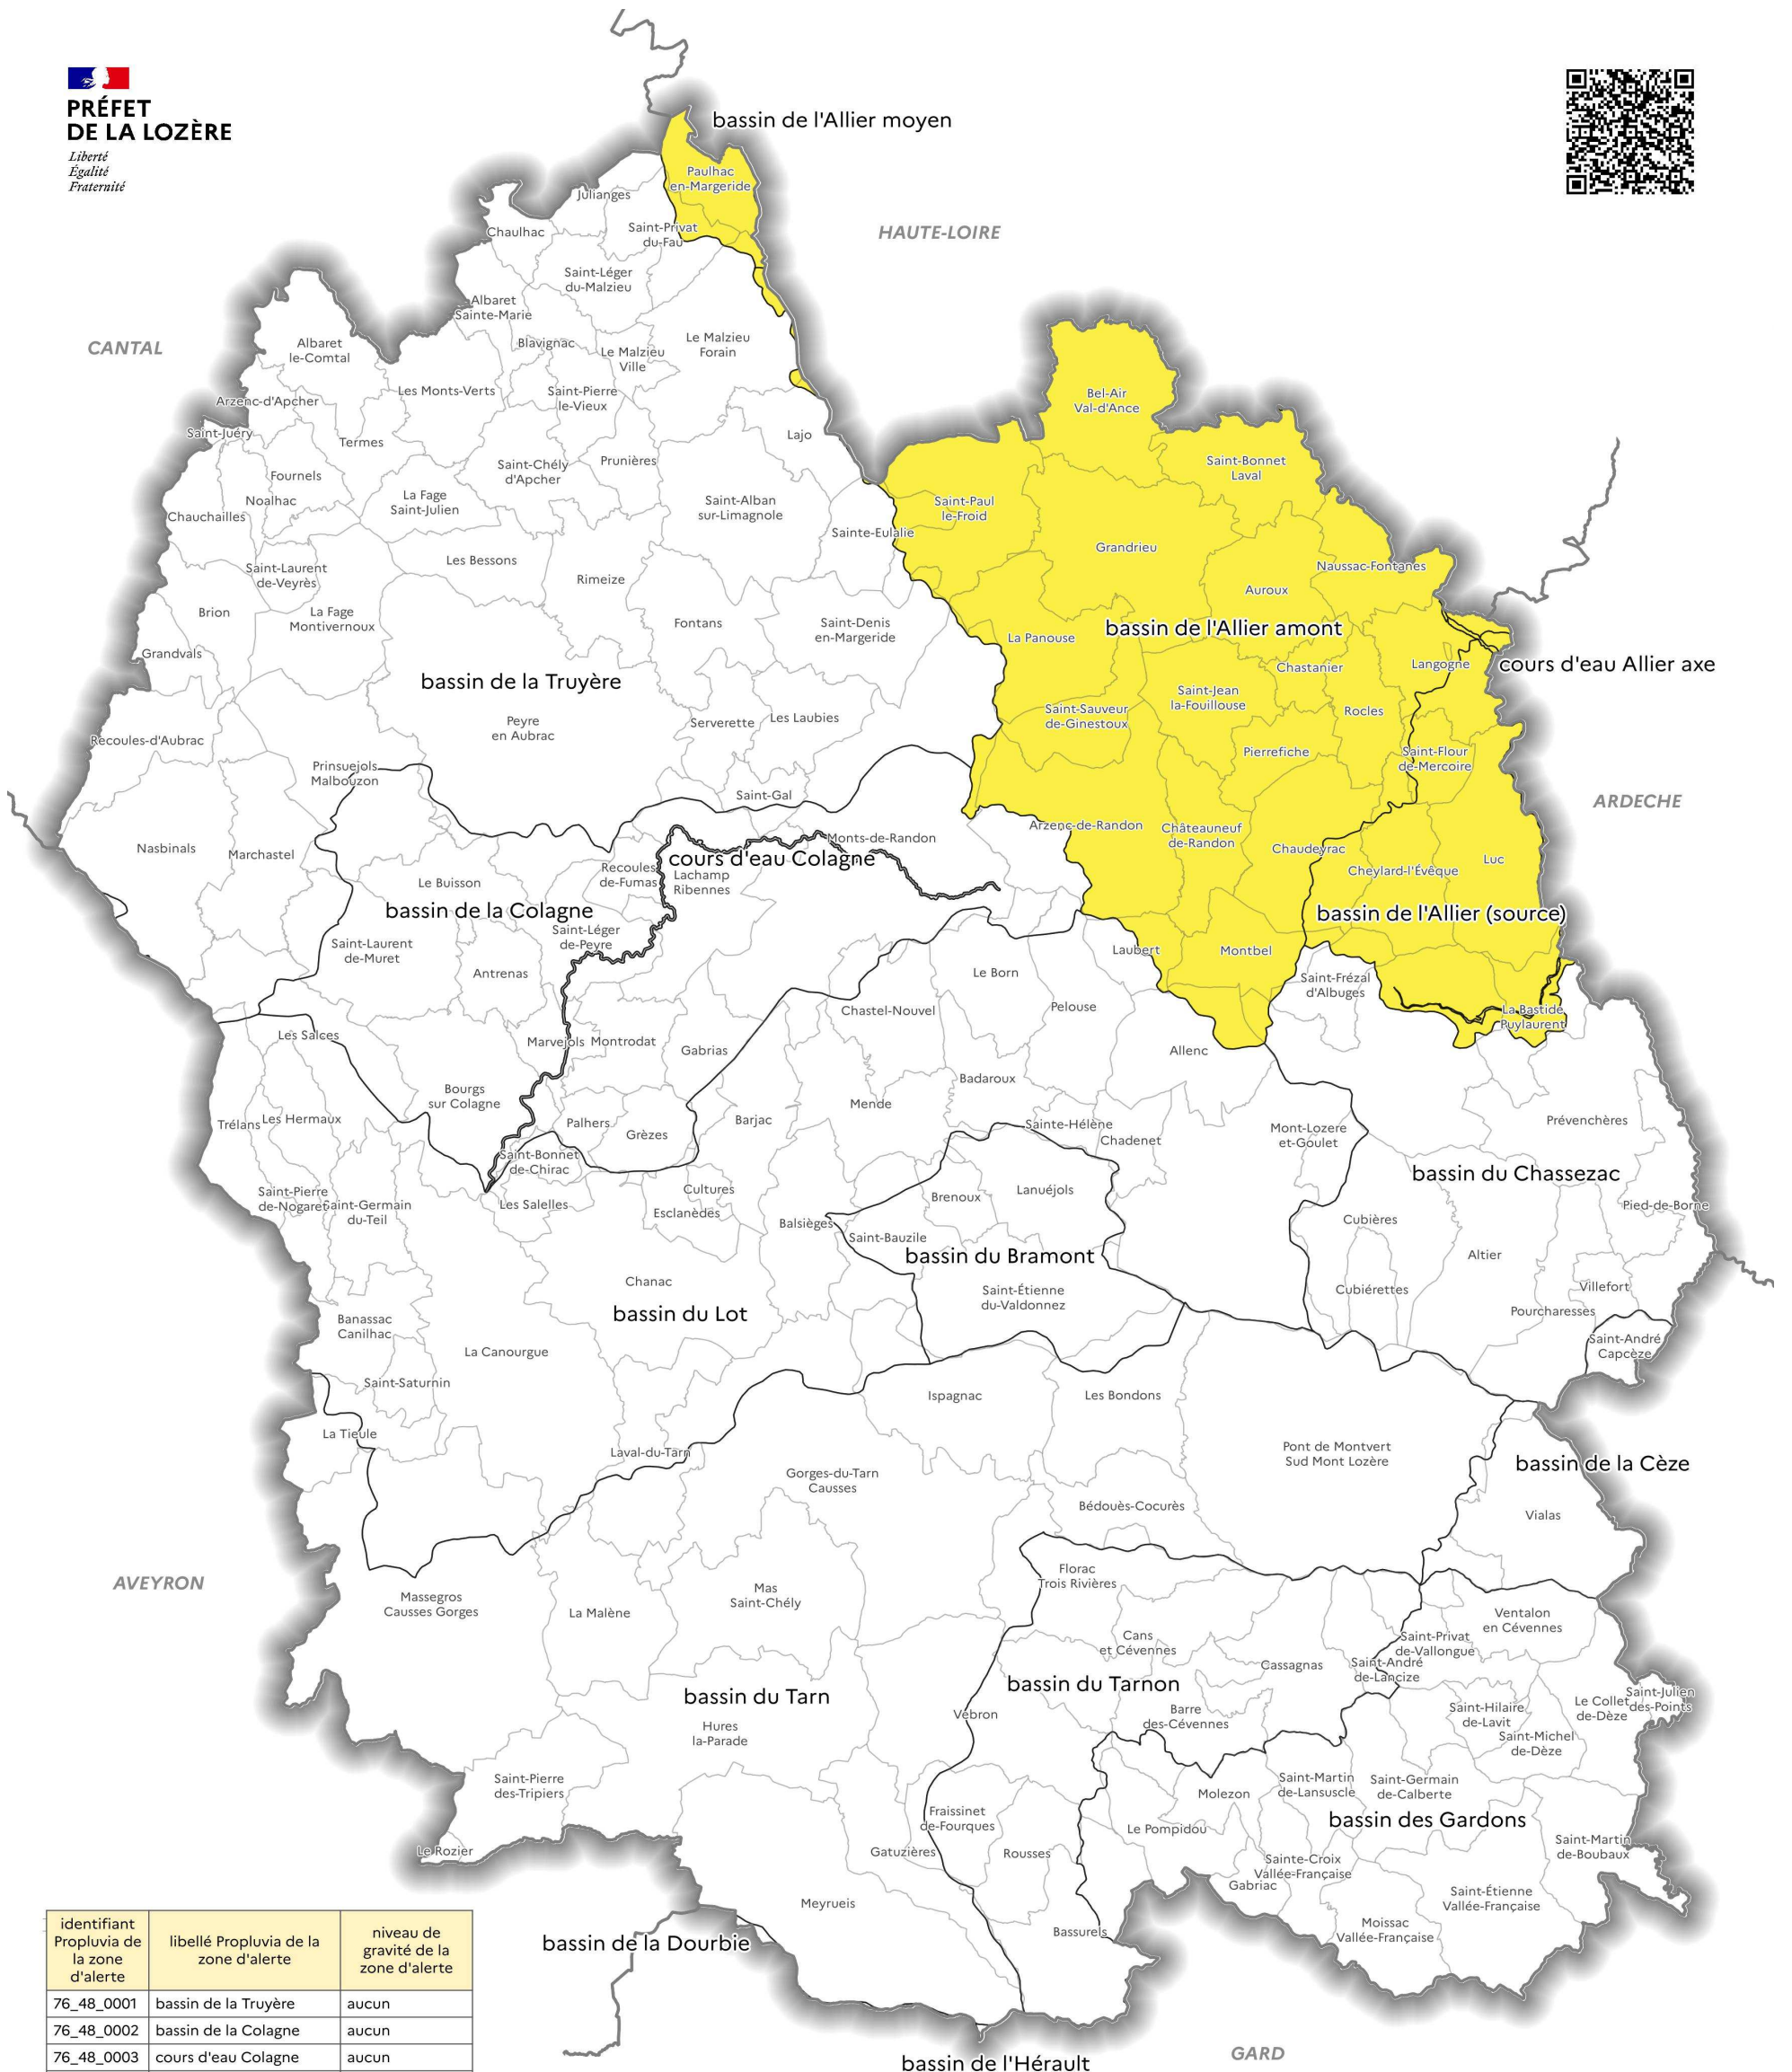 PRÉFET
DE LA LOZÈRE
Liberté
Égalité
Fraternité
bassin de l'Allier moyen
Paulhac
en-Margeride
Julianges
Chaulhac
Saint-Privat
du-Fau
HAUTE-LOIRE
Saint-Léger
du-Malzieu
Albaret
Sainte-Marie
CANTAL
Albaret
le-Comtal
Blavignac
Le Malzieu
Ville
Le Malzieu
Forain
Les Monts-Verts
Saint-Pierre
le-Vieux
Bel-Air
Val-d'Ance
Arzenc-d'Apcher
Saint-Juéry
Termes
Lajo
Saint-Chély
d'Apcher
Prunières
Saint-Bonnet
Laval
Fournels
Noalhac
La Fage
Saint-Julien
Saint-Alban
sur-Limagnole
Saint-Paul
le-Froid
Chauchailles
Sainte-Eulalie
Grandrieu
Les Bessons
Saint-Laurent
de-Veyrès
Rimeize
Naussac-Fontanes
Auroux
Brion
La Fage
Montivernoux
Fontans
Saint-Denis
en-Margeride
La Panouse
bassin de l'Allier amont
Grandvals
bassin de la Truyère
Chastanier
Langogne
cours d'eau Allier axe
Saint-Jean
la-Fouillouse
Peyre
en Aubrac
Serverette
Les Laubies
Saint-Sauveur
de-Ginestoux
Rocles
Recoules-d'Aubrac
Pierrefiche
Saint-Flour
de-Mercoire
Prinsuejols
Malbouzon
Saint-Gal
ARDECHE
Nasbinals
Marchastel
Monts-de-Randon
Arzenc-de-Randon
Châteauneuf
de-Randon
Chaudeyrac
cours d'eau Colagne
Recoules
de-Fumas
Lachamp
Ribennes
Cheylard-l'Évêque
Luc
Le Buisson
bassin de la Colagne
bassin de l'Allier (source)
Saint-Léger
de-Peyre
Saint-Laurent
de-Muret
Antrenas
Laubert
Montbel
Le Born
Saint-Frézal
d'Albuges
Chastel-Nouvel
Pelouse
La Bastide
Puylaurent
Les Salces
Marvejols
Montrodat
Gabrias
Allenc
Bourgs
sur Colagne
Badaroux
Mende
Trélans
Les Hermaux
Palhers
Grèzes
Barjac
Sainte-Hélène
Chadenet
Mont-Lozere
et-Goulet
Prévenchères
Saint-Bonnet
de-Chirac
bassin du Chassezac
Saint-Pierre
de-Nogaret
Saint-Germain
du-Teil
Les Salelles
Cultures
Esclanèdes
Brenoux
Lanuéjols
Pied-de-Borne
Balsièges
Saint-Bauzile
Cubières
bassin du Bramont
Altier
Chanac
Saint-Étienne
du-Valdonnez
Cubiérettes
Villefort
bassin du Lot
Pourcharesses
Banassac
Canilhac
Saint-André
Capcèze
La Canourgue
Saint-Saturnin
Ispagnac
Les Bondons
La Tieule
Laval-du-Tarn
Pont de Montvert
Sud Mont Lozère
bassin de la Cèze
Gorges-du-Tarn
Causses
Bédouès-Cocurès
Vialas
AVEYRON
Florac
Trois Rivières
Massegros
Causses Gorges
La Malène
Mas
Saint-Chély
Ventalon
en Cévennes
Cans
et Cévennes
Saint-Privat
de-Vallongue
Cassagnas
Saint-André
de-Lancize
bassin du Tarn
bassin du Tarnon
Vebron
Barre
des-Cévennes
Saint-Hilaire
de-Lavit
Le Collet
de-Dèze
Saint-Julien
des-Points
Hures
la-Parade
Saint-Michel
de-Dèze
Saint-Pierre
des-Tripiers
Molezon
Saint-Martin
de-Lansuscle
Saint-Germain
de-Calberte
Fraissinet
de-Fourques
Le Pompidou
bassin des Gardons
Le Rozier
Gatuzières
Rousses
Sainte-Croix
Vallée-Française
Gabriac
Saint-Martin
de-Boubaux
Meyrueis
Saint-Étienne
Vallée-Française
Bassurels
Moissac
Vallée-Française
bassin de la Dourbie
bassin de l'Hérault
GARD
identifiant
Propluvia de
la zone
d'alerte
libellé Propluvia de la
zone d'alerte
niveau de
gravité de la
zone d'alerte
76_48_0001 bassin de la Truyère aucun
76_48_0002 bassin de la Colagne aucun
76_48_0003 cours d'eau Colagne aucun